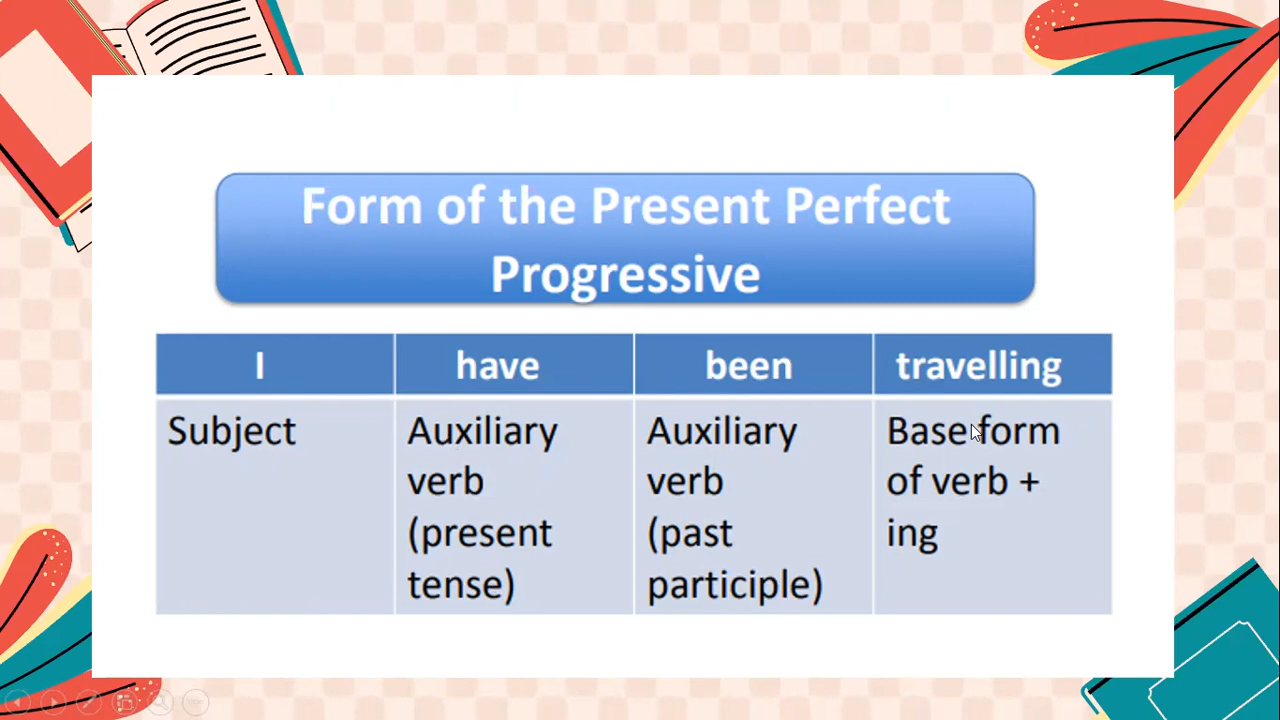 Form of the Present Perfect
Progressive
I have been travelling
Subject
Auxiliary
verb
(present
tense)
Auxiliary
verb
(past
participle)
Base form
of verb +
ing